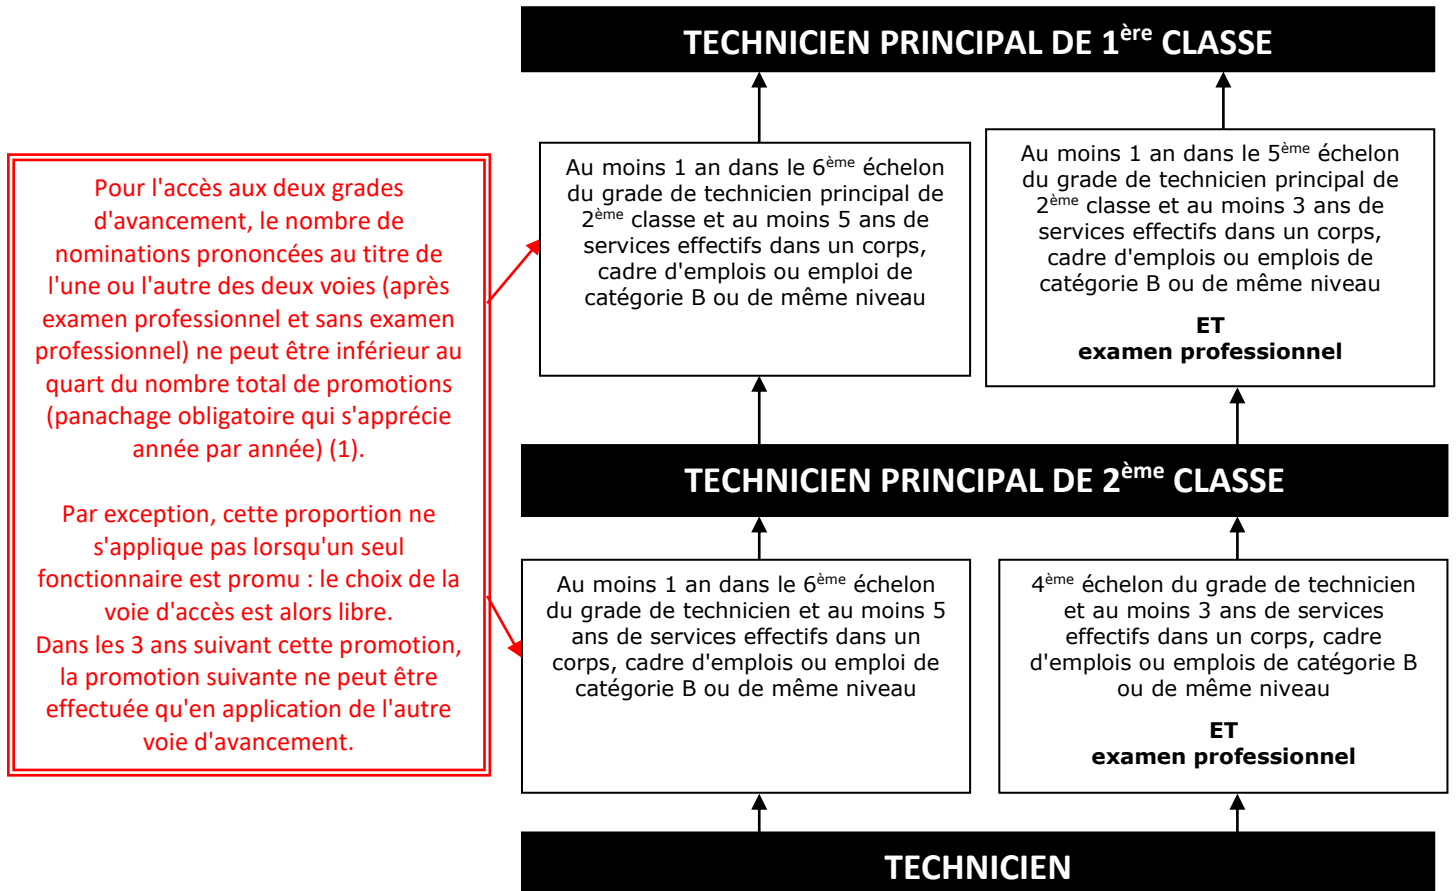 TECHNICIEN PRINCIPAL DE 1ère CLASSE
Pour l'accès aux deux grades
d'avancement, le nombre de
nominations prononcées au titre de
l'une ou l'autre des deux voies (après
examen professionnel et sans examen
professionnel) ne peut être inférieur au
quart du nombre total de promotions
(panachage obligatoire qui s'apprécie
année par année) (1).
Par exception, cette proportion ne
s'applique pas lorsqu'un seul
fonctionnaire est promu : le choix de la
voie d'accès est alors libre.
Dans les 3 ans suivant cette promotion,
la promotion suivante ne peut être
effectuée qu'en application de l'autre
voie d'avancement.
Au moins 1 an dans le 6ème échelon
du grade de technicien principal de
2ème classe et au moins 5 ans de
services effectifs dans un corps,
cadre d'emplois ou emploi de
catégorie B ou de même niveau
Au moins 1 an dans le 5ème échelon
du grade de technicien principal de
2ème classe et au moins 3 ans de
services effectifs dans un corps,
cadre d'emplois ou emplois de
catégorie B ou de même niveau
ET
examen professionnel
TECHNICIEN PRINCIPAL DE 2ème CLASSE
Au moins 1 an dans le 6ème échelon
du grade de technicien et au moins 5
ans de services effectifs dans un
corps, cadre d'emplois ou emploi de
catégorie B ou de même niveau
4ème échelon du grade de technicien
et au moins 3 ans de services
effectifs dans un corps, cadre
d'emplois ou emplois de catégorie B
ou de même niveau
ET
examen professionnel
TECHNICIEN